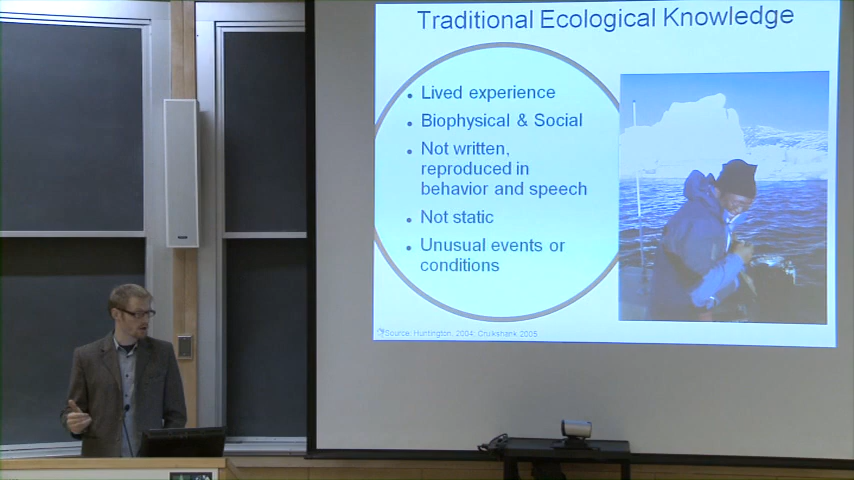 Traditional Ecological Knowledge
• Lived experience
• Biophysical & Social
• Not written,
reproduced in
behavior and speech
• Not static
• Unusual events or
conditions
Source: Huntington, 2004; Cruikshank 2005